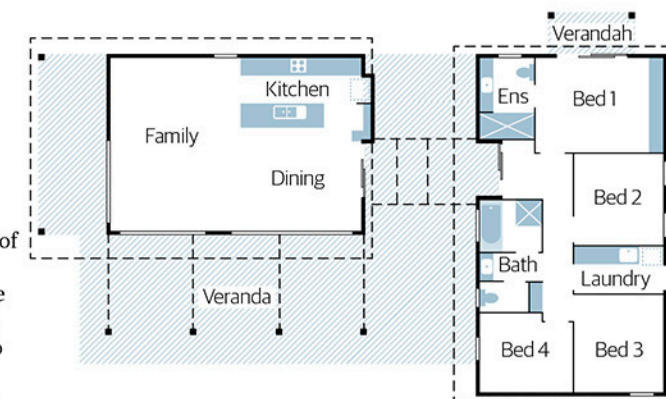 Verandah
Kitchen
Ens
Bed 1
Family
Dining
Bed 2
of
Bath
Laundry
Veranda
Bed 4
Bed 3